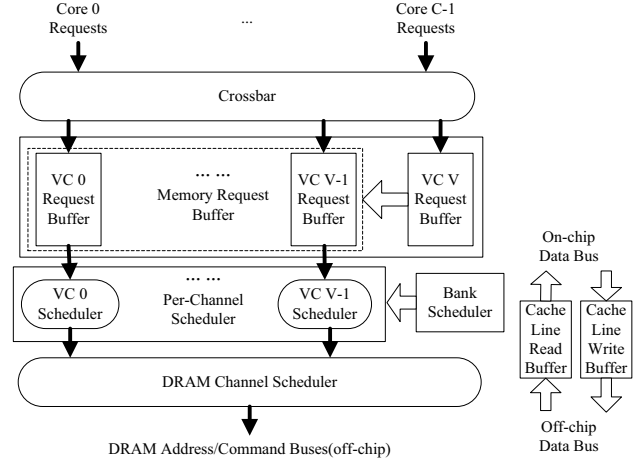 Core 0
Requests
...
Core C-1
Requests
Crossbar
VC 0
Request
Buffer
... ...
Memory Request
Buffer
VC V-1
Request
Buffer
VC V
Request
Buffer
VC 0
Scheduler
... ...
Per-Channel
Scheduler
VC V-1
Scheduler
Bank
Scheduler
DRAM Channel Scheduler
DRAM Address/Command Buses(off-chip)
On-chip
Data Bus
Cache
Line
Read
Buffer
Cache
Line
Write
Buffer
Off-chip
Data Bus